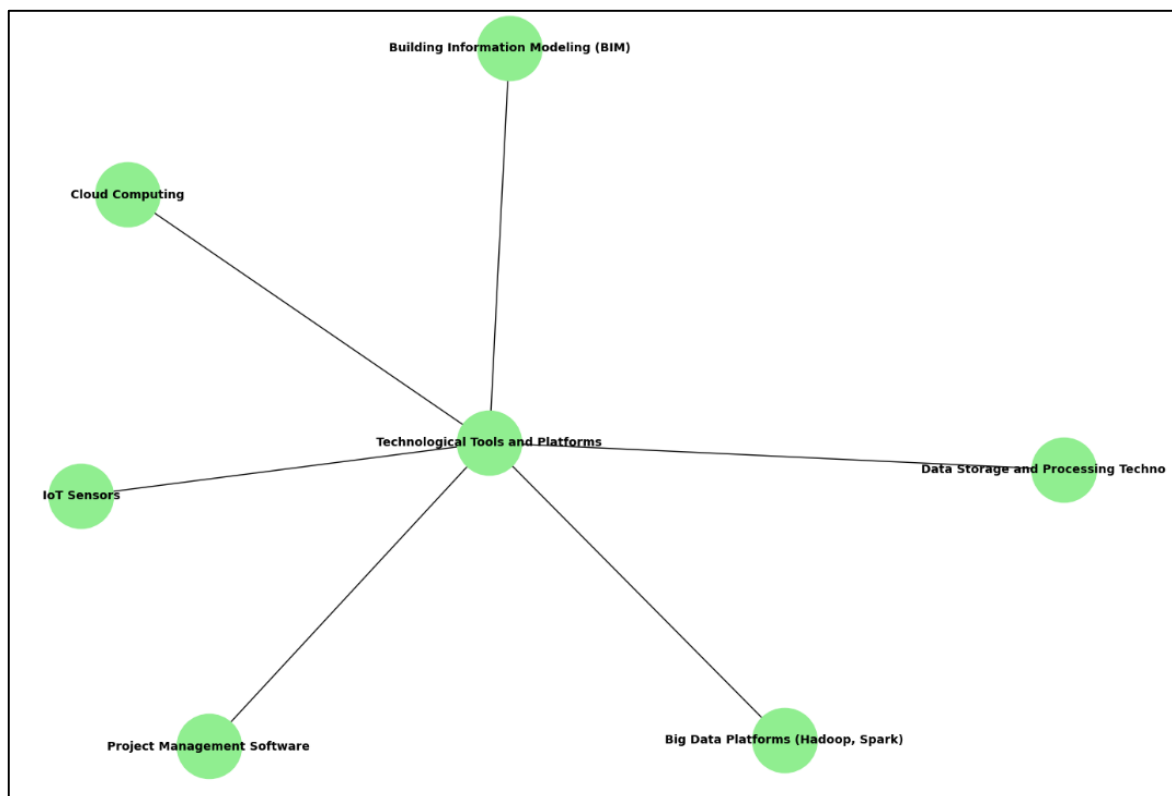 Building Information Modeling (BIM)
Cloud Computing
Technological Tools and Platforms
Data Storage and Processing Techno
IoT Sensors
Big Data Platforms (Hadoop, Spark)
Project Management Software